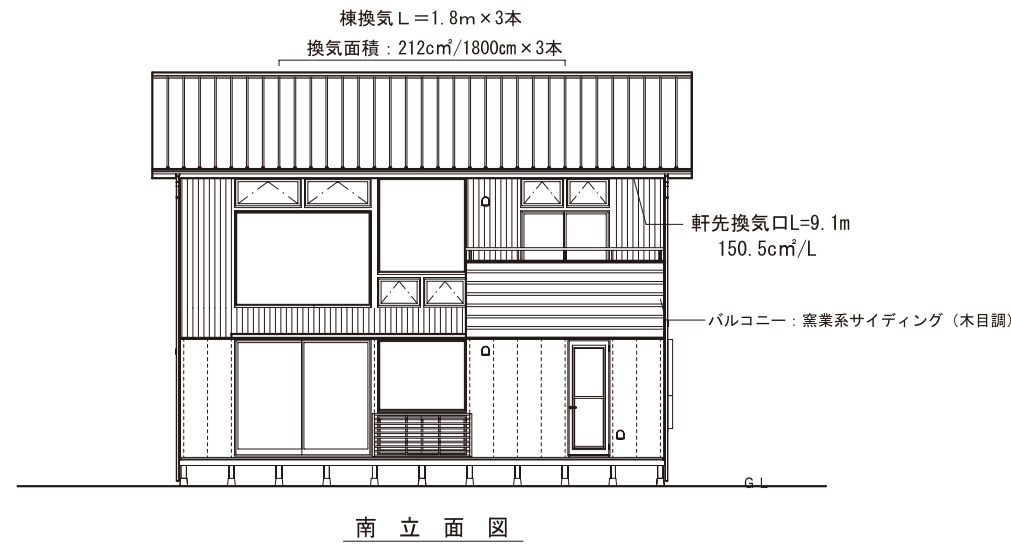 棟換気Ｌ＝1.8ｍ×3本
換気面積：212c㎡/1800㎝×3本
軒先換気口L=9.1m
150.5c㎡/L
バルコニー：窯業系サイディング（木目調）
ＧＬ
南立面図